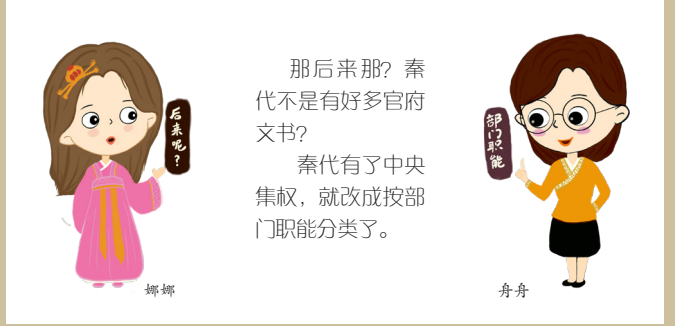 后来呢?
那后来那?秦
代不是有好多官府
文书?
秦代有了中央
集权,就改成按部
门职能分类了。
部门职能
娜娜
舟舟